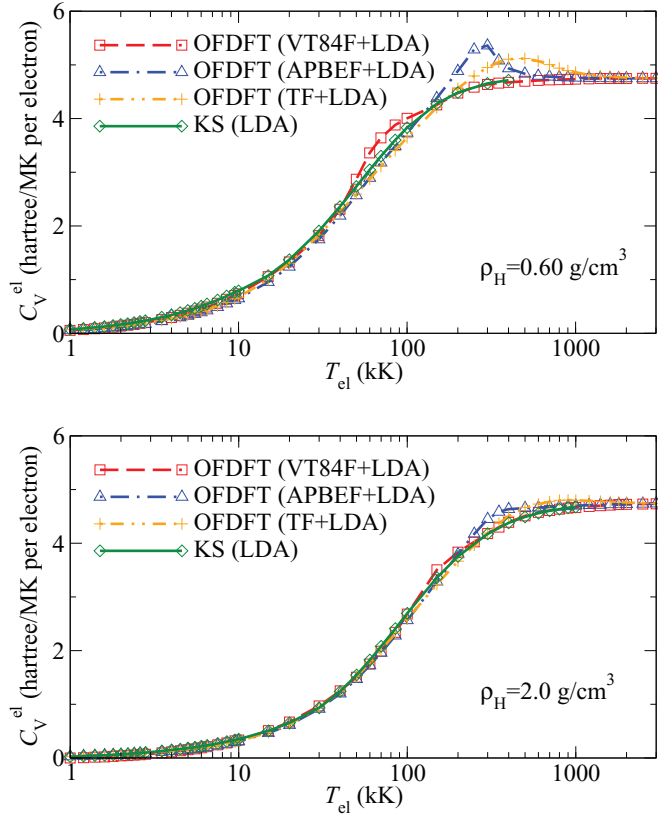 6
4
2
0
C_V^el (hartree/MK per electron)
OFDFT (VT84F+LDA)
OFDFT (APBEF+LDA)
OFDFT (TF+LDA)
KS (LDA)
ρ_H=0.60 g/cm^3
1 10 100 1000
T_el (kK)
6
4
2
0
C_V^el (hartree/MK per electron)
OFDFT (VT84F+LDA)
OFDFT (APBEF+LDA)
OFDFT (TF+LDA)
KS (LDA)
ρ_H=2.0 g/cm^3
1 10 100 1000
T_el (kK)